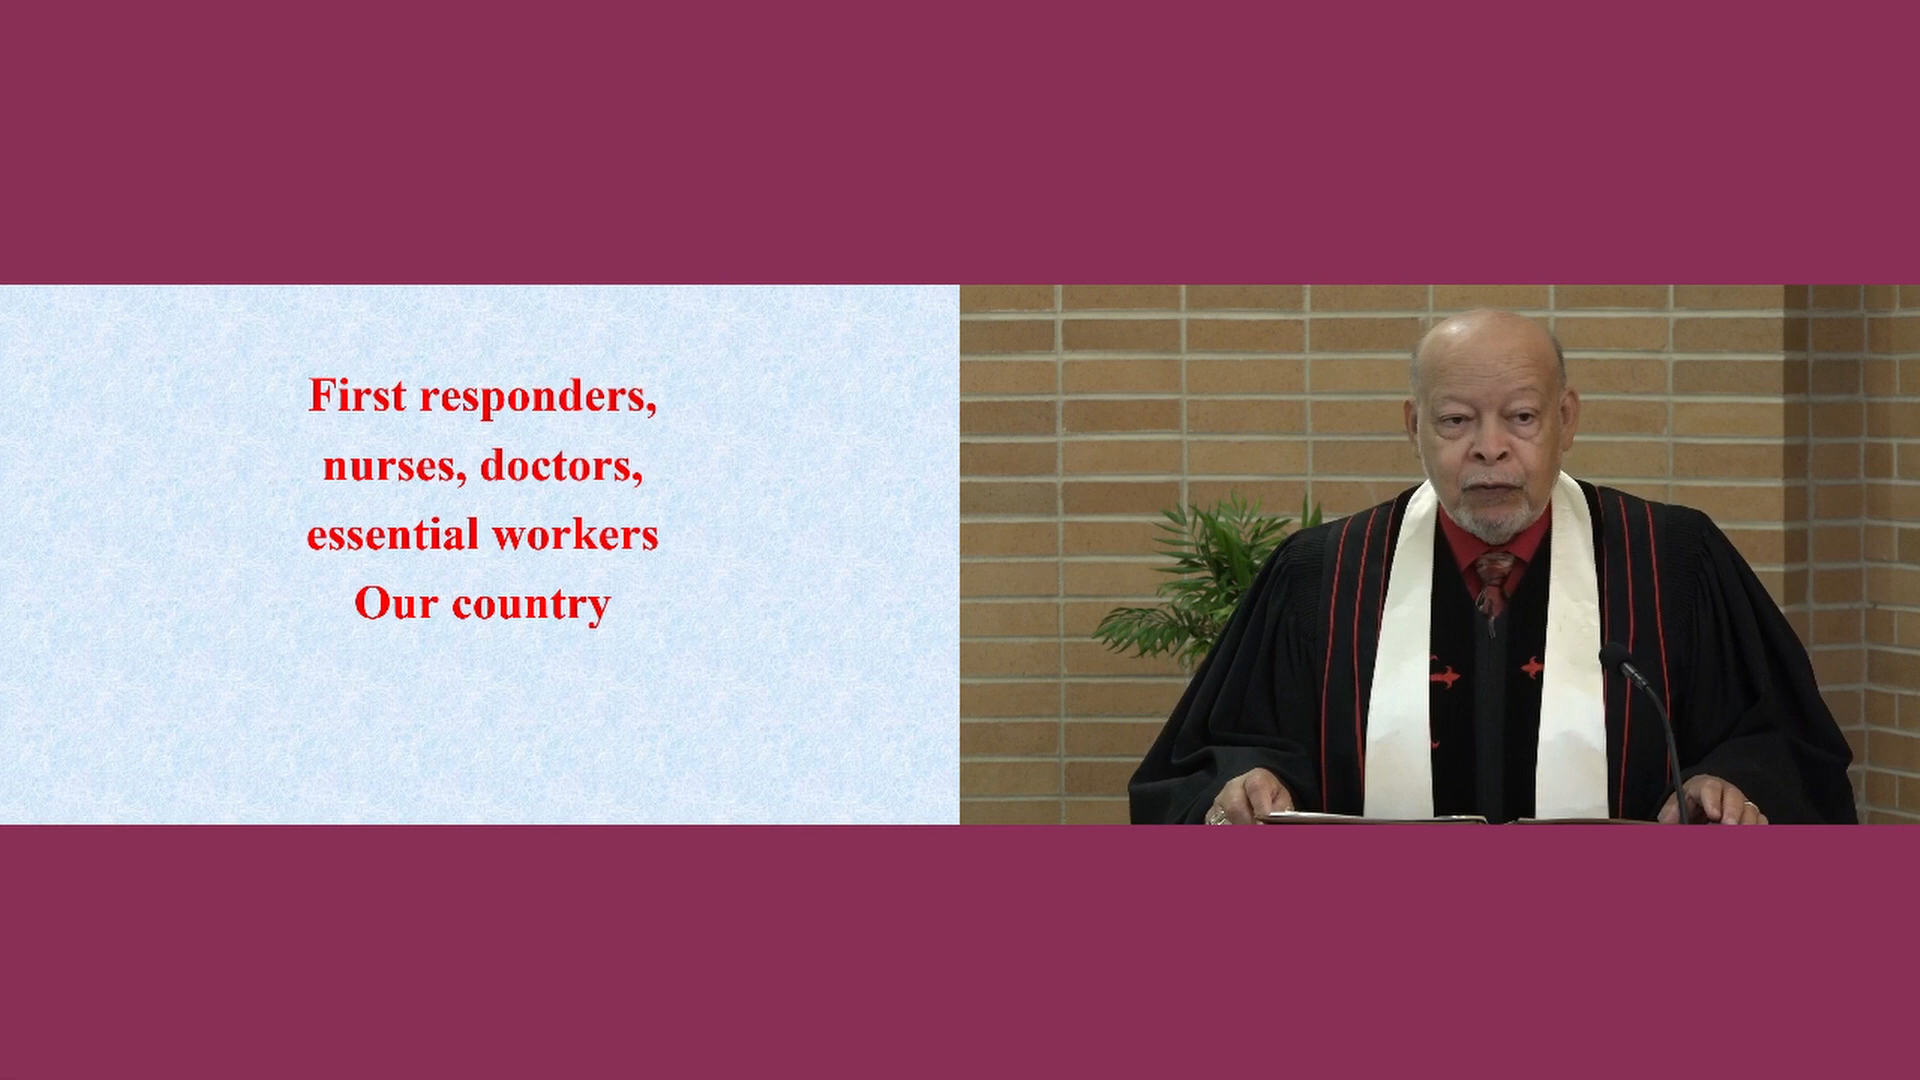 First responders,
nurses, doctors,
essential workers
Our country